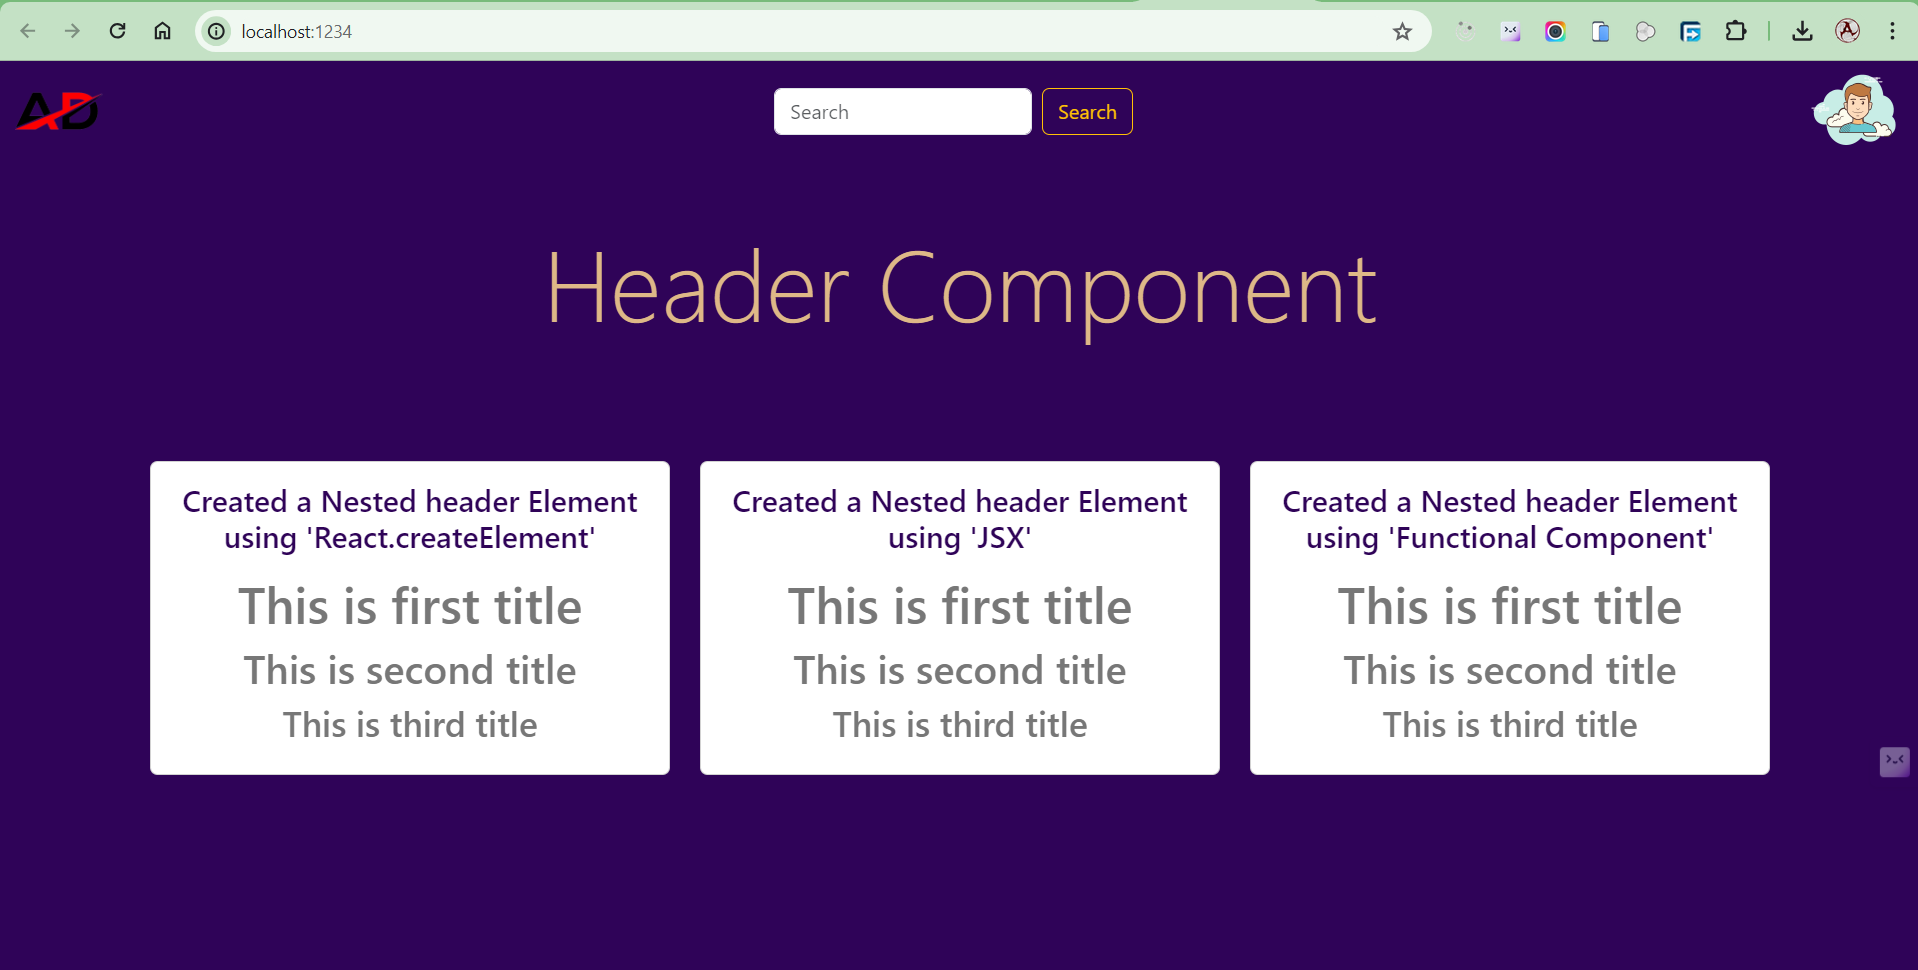 localhost:1234
AD
Search
Search
Header Component
Created a Nested header Element
using 'React.createElement'
This is first title
This is second title
This is third title
Created a Nested header Element
using 'JSX'
This is first title
This is second title
This is third title
Created a Nested header Element
using 'Functional Component'
This is first title
This is second title
This is third title